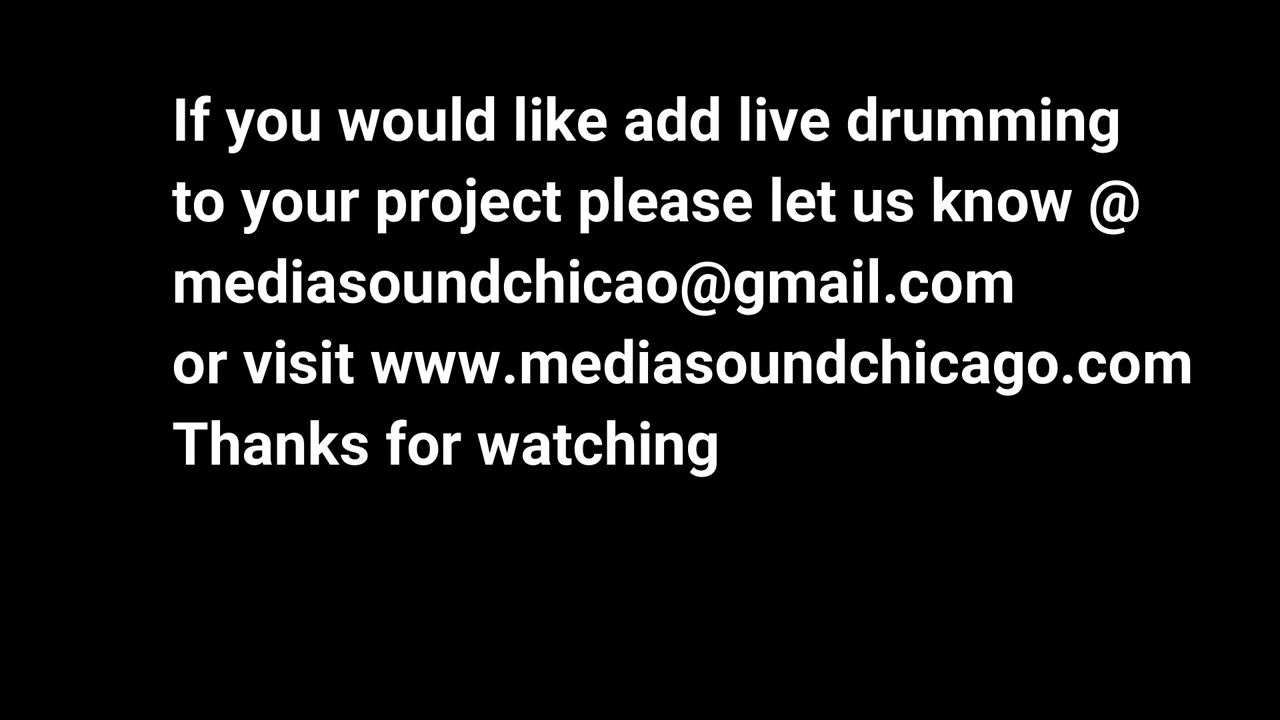 If you would like add live drumming
to your project please let us know @
mediasoundchicao@gmail.com
or visit www.mediasoundchicago.com
Thanks for watching